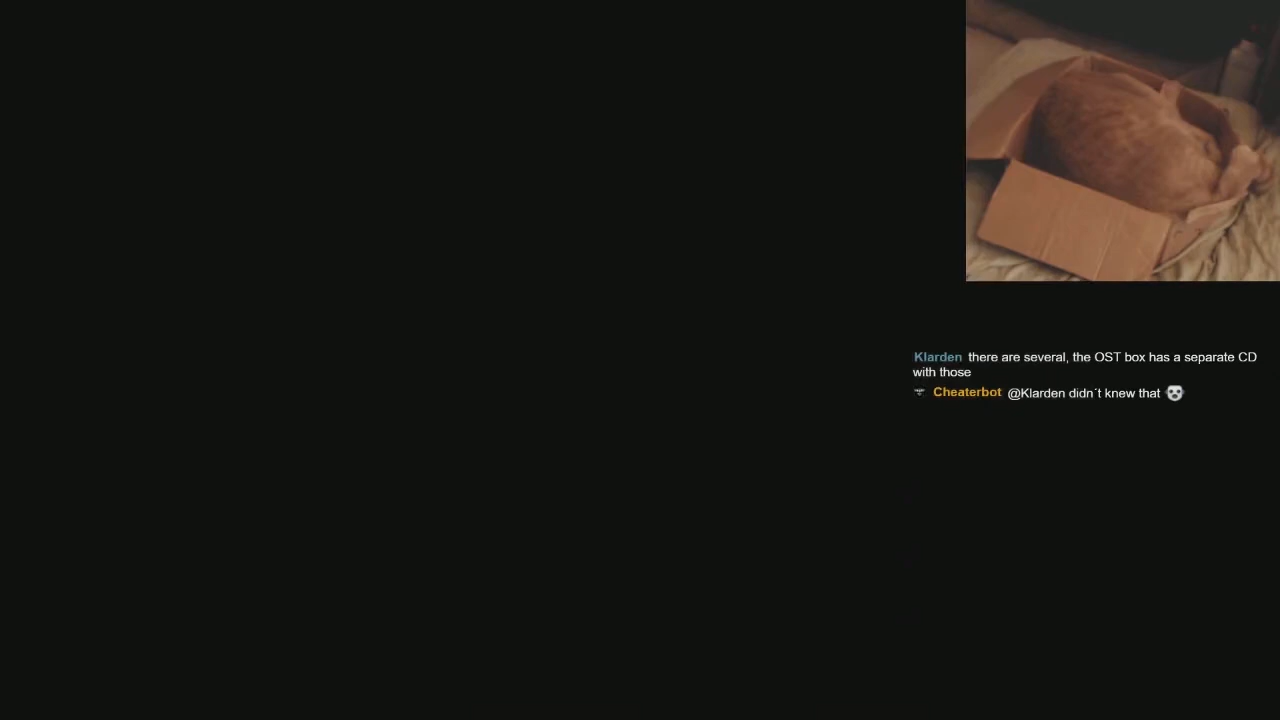 Klarden there are several, the OST box has a separate CD
with those
Cheaterbot @Klarden didn´t knew that